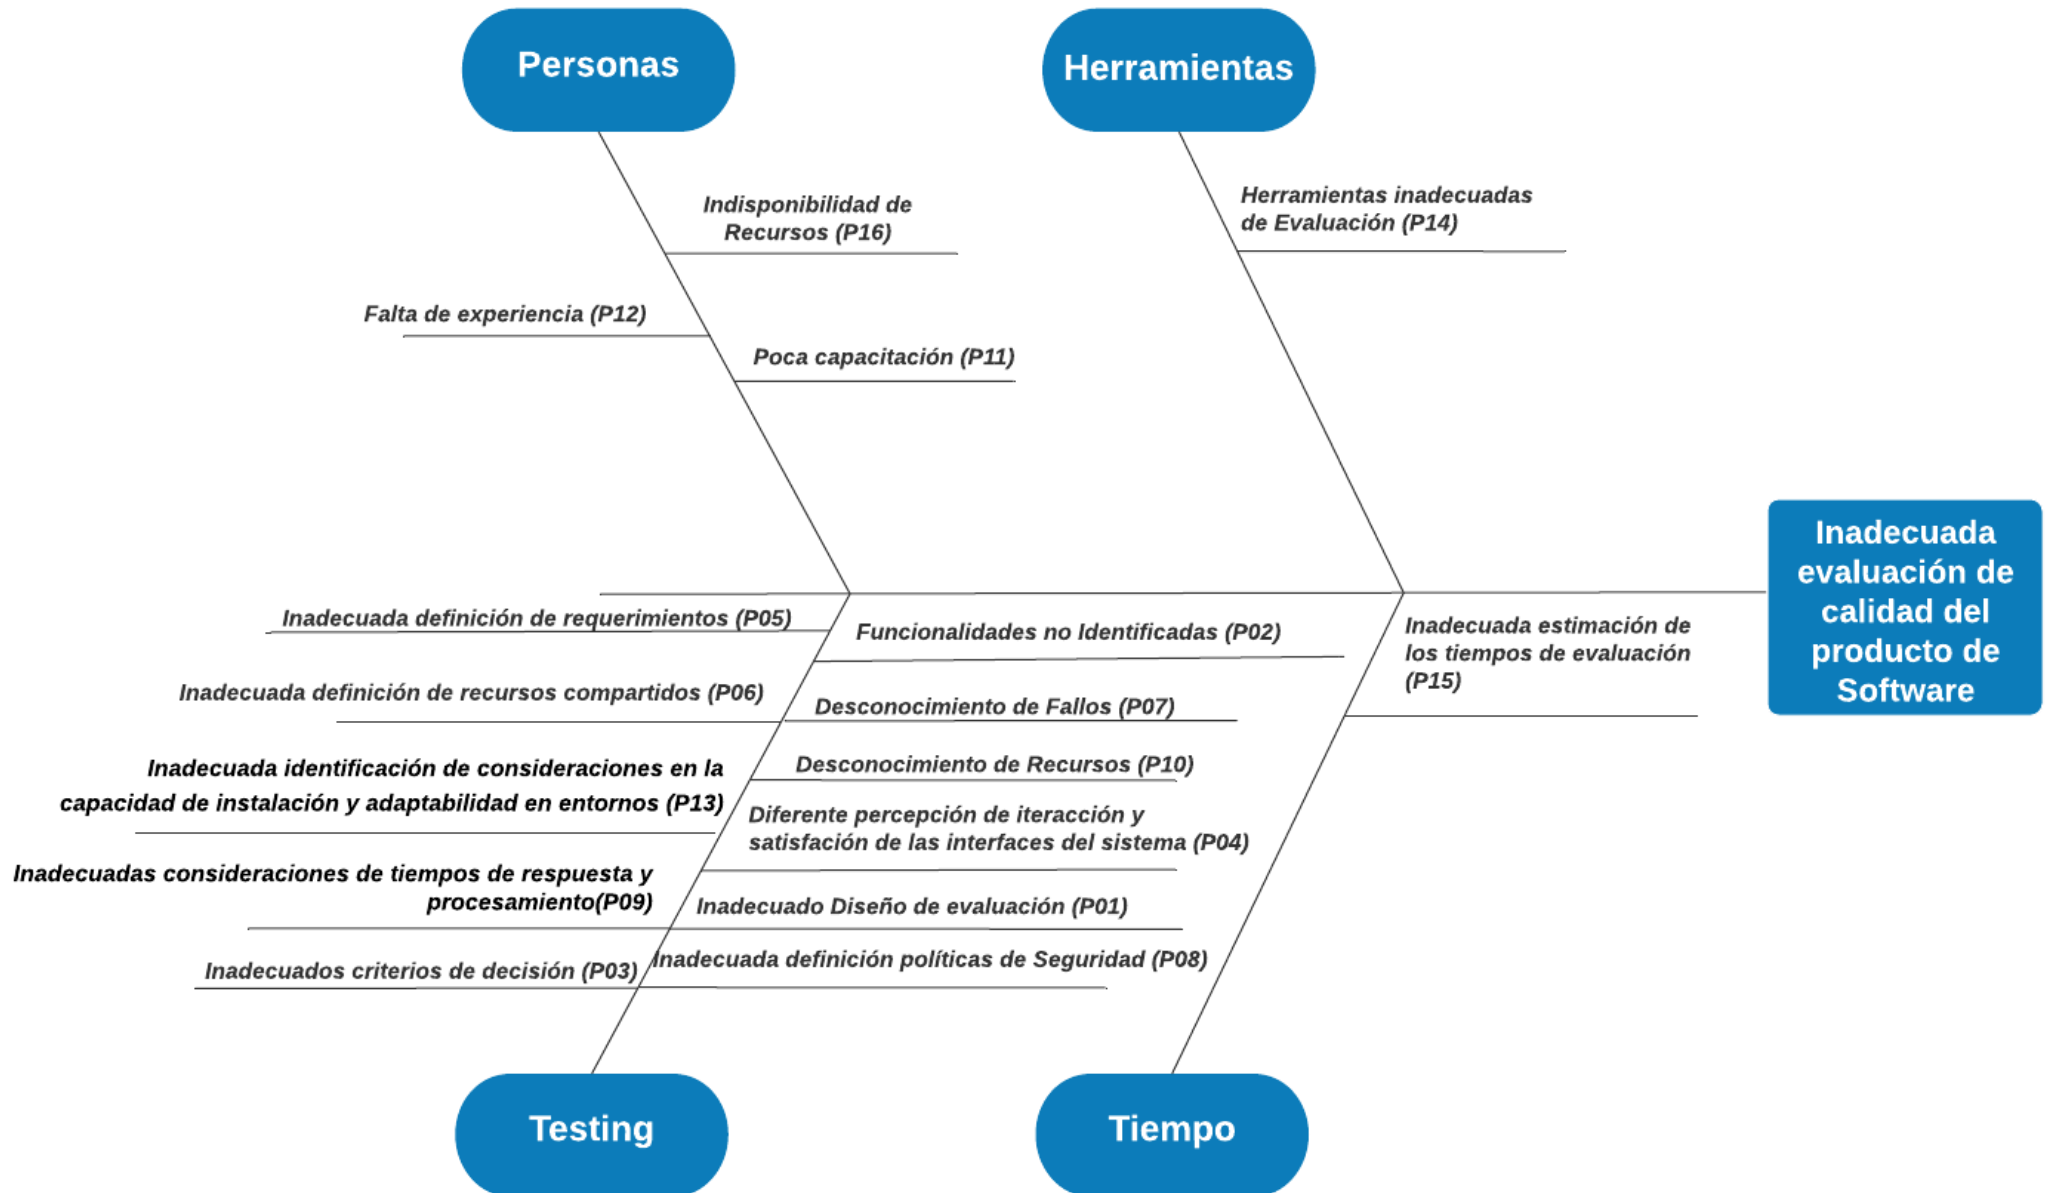 Personas
Herramientas
Indisponibilidad de
Recursos (P16)
Herramientas inadecuadas
de Evaluación (P14)
Falta de experiencia (P12)
Poca capacitación (P11)
Inadecuada
evaluación de
calidad del
producto de
Software
Inadecuada definición de requerimientos (P05)
Funcionalidades no Identificadas (P02)
Inadecuada estimación de
los tiempos de evaluación
(P15)
Inadecuada definición de recursos compartidos (P06)
Desconocimiento de Fallos (P07)
Inadecuada identificación de consideraciones en la
capacidad de instalación y adaptabilidad en entornos (P13)
Desconocimiento de Recursos (P10)
Diferente percepción de iteracción y
satisfacción de las interfaces del sistema (P04)
Inadecuadas consideraciones de tiempos de respuesta y
procesamiento(P09)
Inadecuado Diseño de evaluación (P01)
Inadecuados criterios de decisión (P03)
Inadecuada definición políticas de Seguridad (P08)
Testing
Tiempo